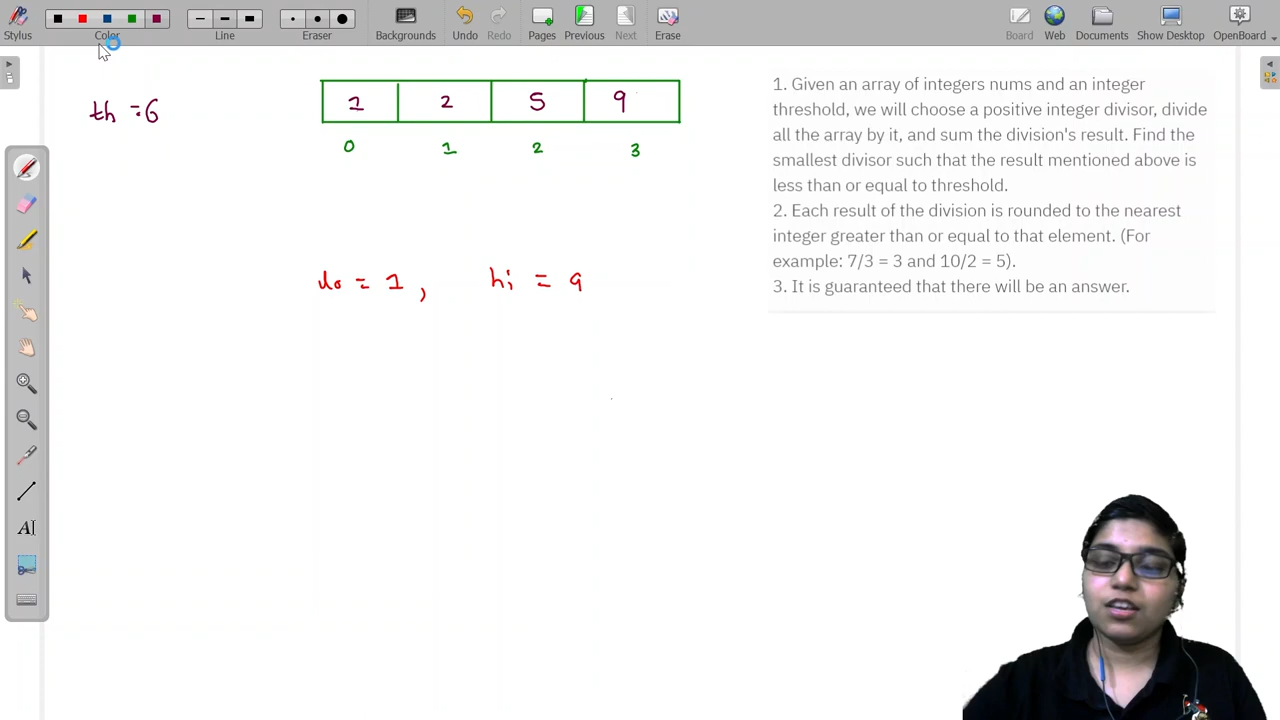 Stylus Color Line Eraser Backgrounds Undo Redo Pages Previous Next Erase Board Web Documents Show Desktop OpenBoard
th = 6
1 2 5 9
0 1 2 3
lo = 1, hi = 9
1. Given an array of integers nums and an integer
threshold, we will choose a positive integer divisor, divide
all the array by it, and sum the division's result. Find the
smallest divisor such that the result mentioned above is
less than or equal to threshold.
2. Each result of the division is rounded to the nearest
integer greater than or equal to that element. (For
example: 7/3 = 3 and 10/2 = 5).
3. It is guaranteed that there will be an answer.